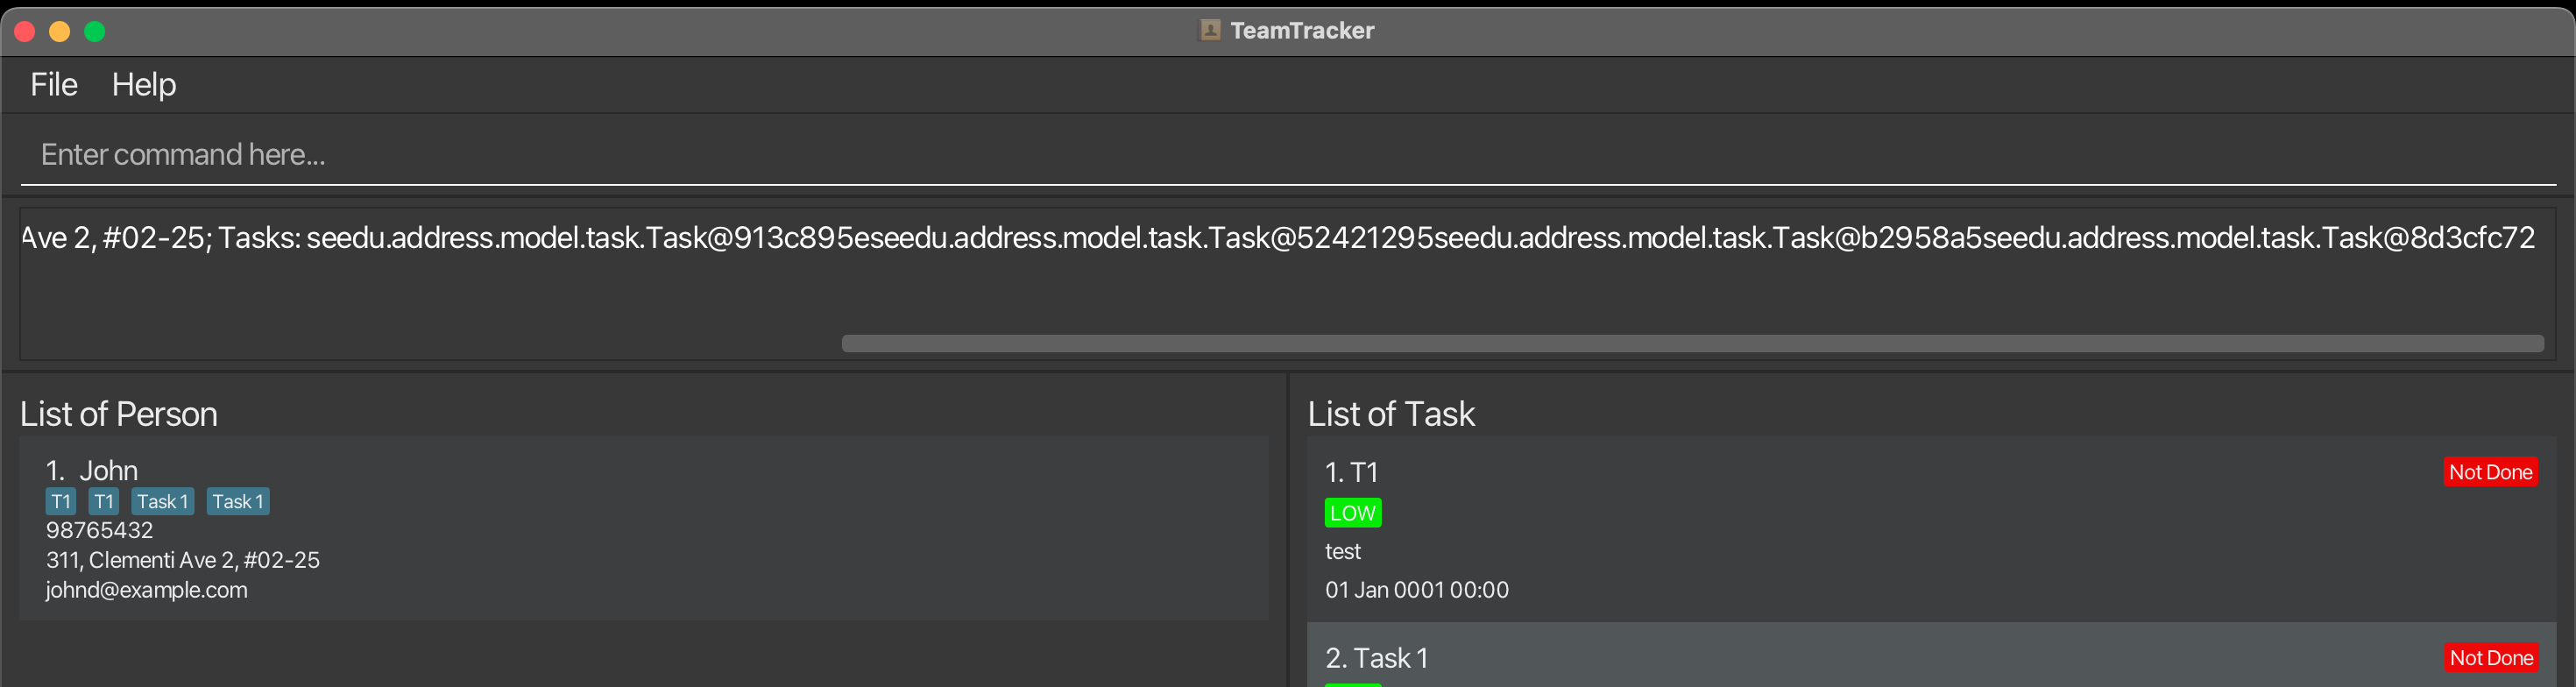 TeamTracker
File Help
Enter command here...
Ave 2, #02-25; Tasks: seedu.address.model.task.Task@913c895eseedu.address.model.task.Task@52421295seedu.address.model.task.Task@b2958a5seedu.address.model.task.Task@8d3cfc72
List of Person
1. John
T1 T1 Task 1 Task 1
98765432
311, Clementi Ave 2, #02-25
johnd@example.com
List of Task
1. T1 Not Done
LOW
test
01 Jan 0001 00:00
2. Task 1 Not Done